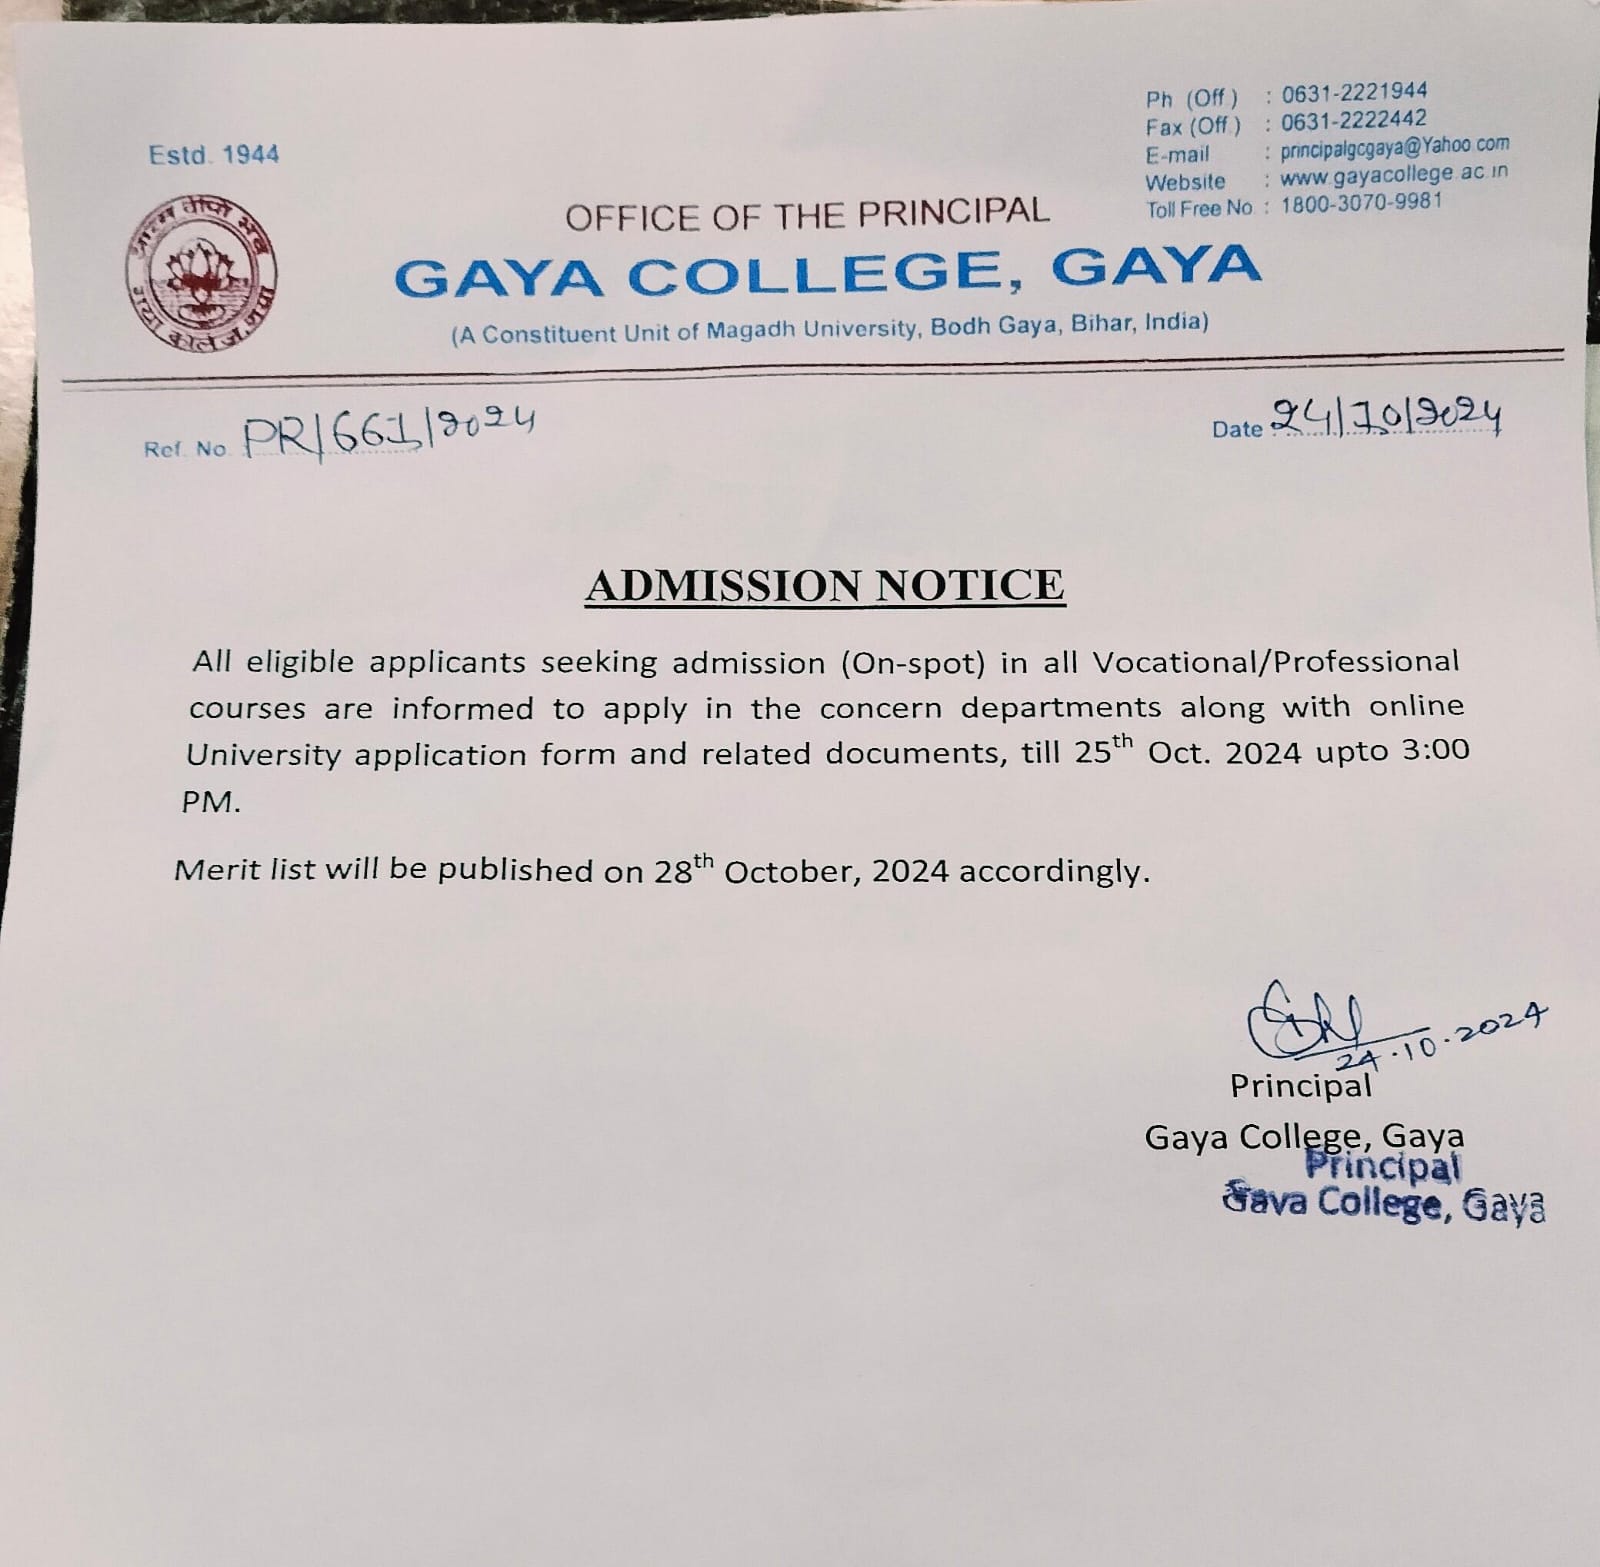 Estd. 1944
Ph (Off.) : 0631-2221944
Fax (Off.) : 0631-2222442
E-mail : principalgcgaya@Yahoo.com
Website : www.gayacollege.ac.in
Toll Free No : 1800-3070-9981
गया कॉलेज, गया
OFFICE OF THE PRINCIPAL
GAYA COLLEGE, GAYA
(A Constituent Unit of Magadh University, Bodh Gaya, Bihar, India)
Ref. No. PR/661/2024
Date 24/10/2024
ADMISSION NOTICE
All eligible applicants seeking admission (On-spot) in all Vocational/Professional
courses are informed to apply in the concern departments along with online
University application form and related documents, till 25th Oct. 2024 upto 3:00
PM.
Merit list will be published on 28th October, 2024 accordingly.
24.10.2024
Principal
Gaya College, Gaya
Principal
Gaya College, Gaya